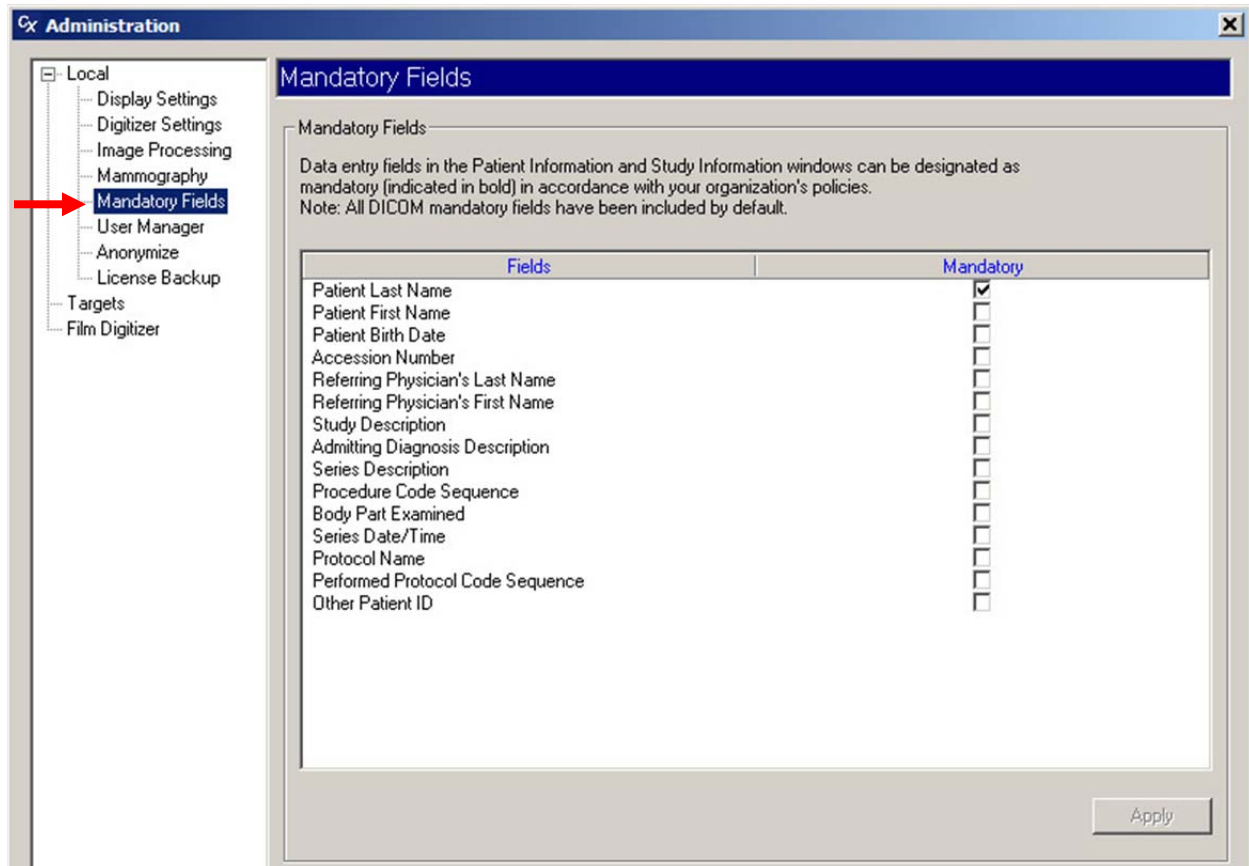 Cx Administration
Local
Display Settings
Digitizer Settings
Image Processing
Mammography
Mandatory Fields
User Manager
Anonymize
License Backup
Targets
Film Digitizer
Mandatory Fields
Mandatory Fields
Data entry fields in the Patient Information and Study Information windows can be designated as
mandatory (indicated in bold) in accordance with your organization's policies.
Note: All DICOM mandatory fields have been included by default.
Fields Mandatory
Patient Last Name
Patient First Name
Patient Birth Date
Accession Number
Referring Physician's Last Name
Referring Physician's First Name
Study Description
Admitting Diagnosis Description
Series Description
Procedure Code Sequence
Body Part Examined
Series Date/Time
Protocol Name
Performed Protocol Code Sequence
Other Patient ID
Apply